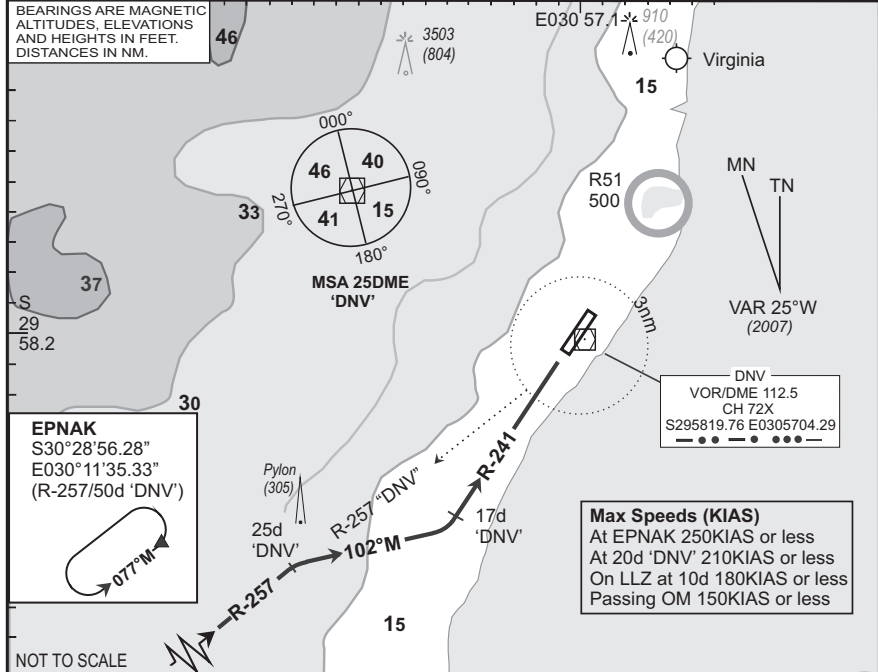 BEARINGS ARE MAGNETIC
ALTITUDES, ELEVATIONS
AND HEIGHTS IN FEET.
DISTANCES IN NM.
46
3503
(804)
E030 57.1
910
(420)
Virginia
15
000°
46
40
090°
270°
41
15
180°
MSA 25DME
'DNV'
33
R51
500
MN
TN
VAR 25°W
(2007)
37
S
29
58.2
3nm
DNV
VOR/DME 112.5
CH 72X
S295819.76 E0305704.29
30
EPNAK
S30°28'56.28"
E030°11'35.33"
(R-257/50d 'DNV')
077°M
Pylon
(305)
R-257 "DNV"
R-241
25d
'DNV'
102°M
17d
'DNV'
R-257
Max Speeds (KIAS)
At EPNAK 250KIAS or less
At 20d 'DNV' 210KIAS or less
On LLZ at 10d 180KIAS or less
Passing OM 150KIAS or less
15
NOT TO SCALE